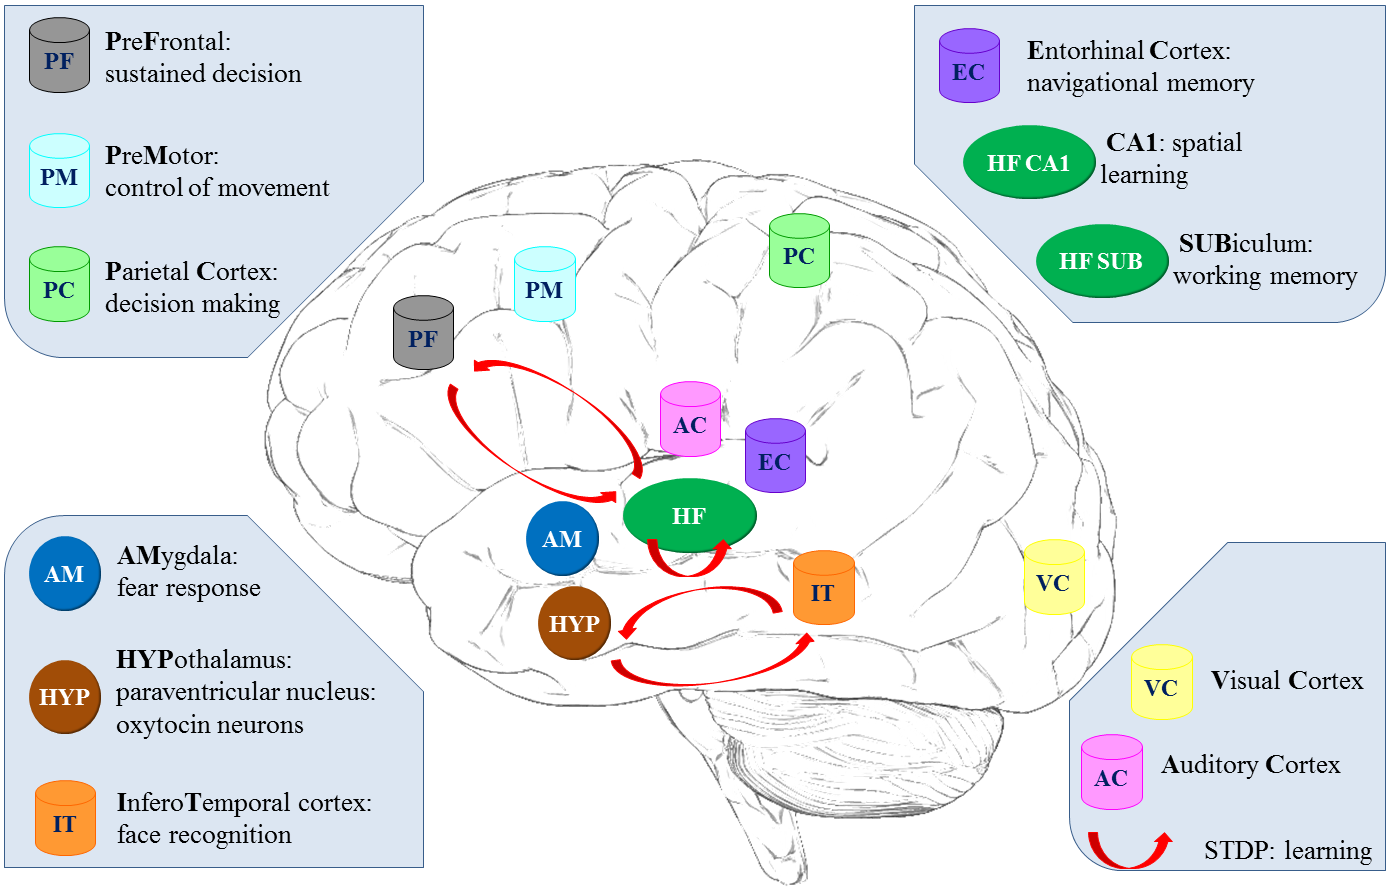 PF
PreFrontal:
sustained decision
PM
PreMotor:
control of movement
PC
Parietal Cortex:
decision making
EC
Entorhinal Cortex:
navigational memory
HF CA1
CA1: spatial
learning
HF SUB
SUBiculum:
working memory
PC
PM
PF
AC
EC
HF
AM
IT
VC
HYP
AM
AMygdala:
fear response
HYP
HYPothalamus:
paraventricular nucleus:
oxytocin neurons
IT
InferoTemporal cortex:
face recognition
VC
Visual Cortex
AC
Auditory Cortex
STDP: learning